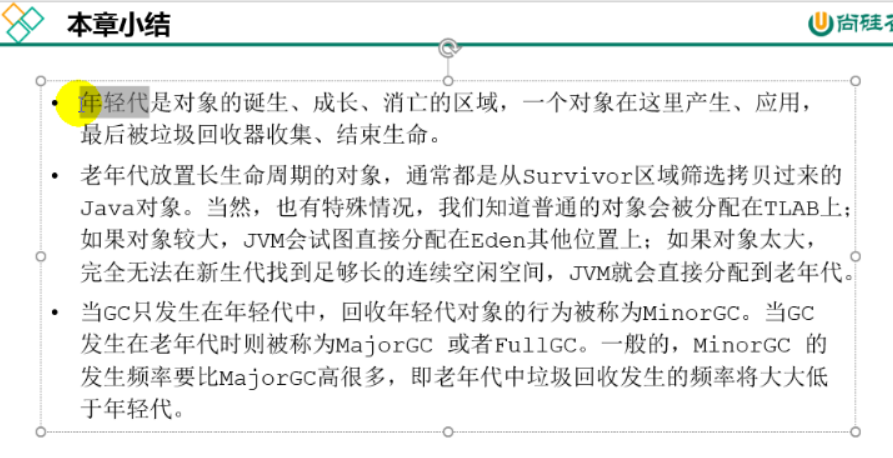 本章小结
尚硅
• 年轻代是对象的诞生、成长、消亡的区域，一个对象在这里产生、应用，
最后被垃圾回收器收集、结束生命。
• 老年代放置长生命周期的对象，通常都是从Survivor区域筛选拷贝过来的
Java对象。当然，也有特殊情况，我们知道普通的对象会被分配在TLAB上；
如果对象较大，JVM会试图直接分配在Eden其他位置上；如果对象太大，
完全无法在新生代找到足够长的连续空闲空间，JVM就会直接分配到老年代。
• 当GC只发生在年轻代中，回收年轻代对象的行为被称为MinorGC。当GC
发生在老年代时则被称为MajorGC 或者FullGC。一般的，MinorGC 的
发生频率要比MajorGC高很多，即老年代中垃圾回收发生的频率将大大低
于年轻代。